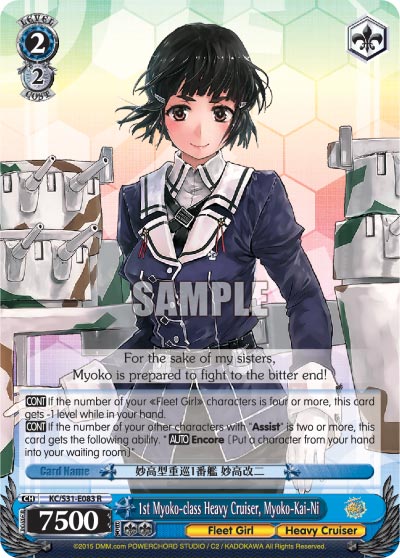 LEVEL
2
2
COST
SAMPLE
For the sake of my sisters,
Myoko is prepared to fight to the bitter end!
CONT If the number of your «Fleet Girl» characters is four or more, this card
gets -1 level while in your hand.
CONT If the number of your other characters with "Assist" is two or more, this
card gets the following ability. "AUTO Encore [Put a character from your hand
into your waiting room]"
Card Name
妙高型重巡1番艦 妙高改二
CH
KC/S31-E083 R
1st Myoko-class Heavy Cruiser, Myoko-Kai-Ni
POWER
7500
Fleet Girl
Heavy Cruiser
©2015 DMM.com POWERCHORD STUDIO / C2 / KADOKAWA All Rights Reserved.